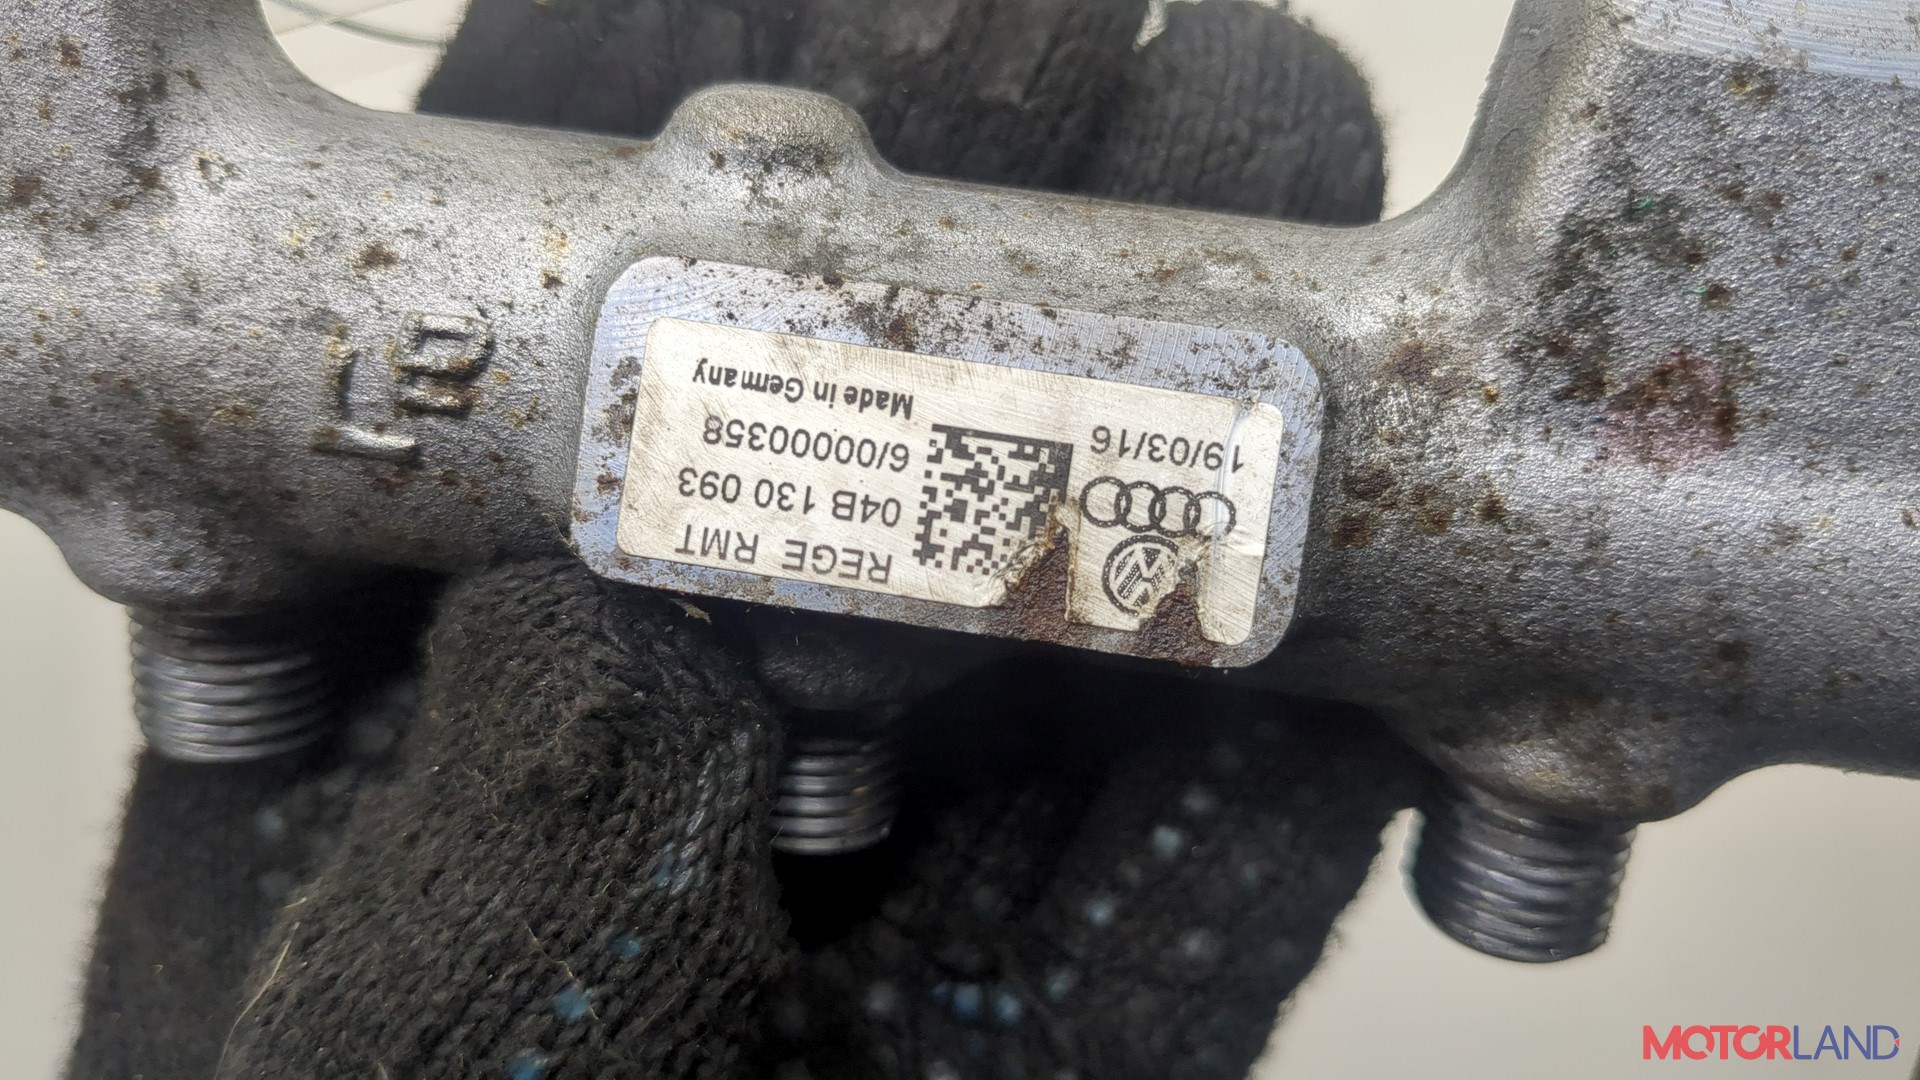 REGE RMT
04B 130 093
6/00000358
Made in Germany
19/03/16
MOTORLAND